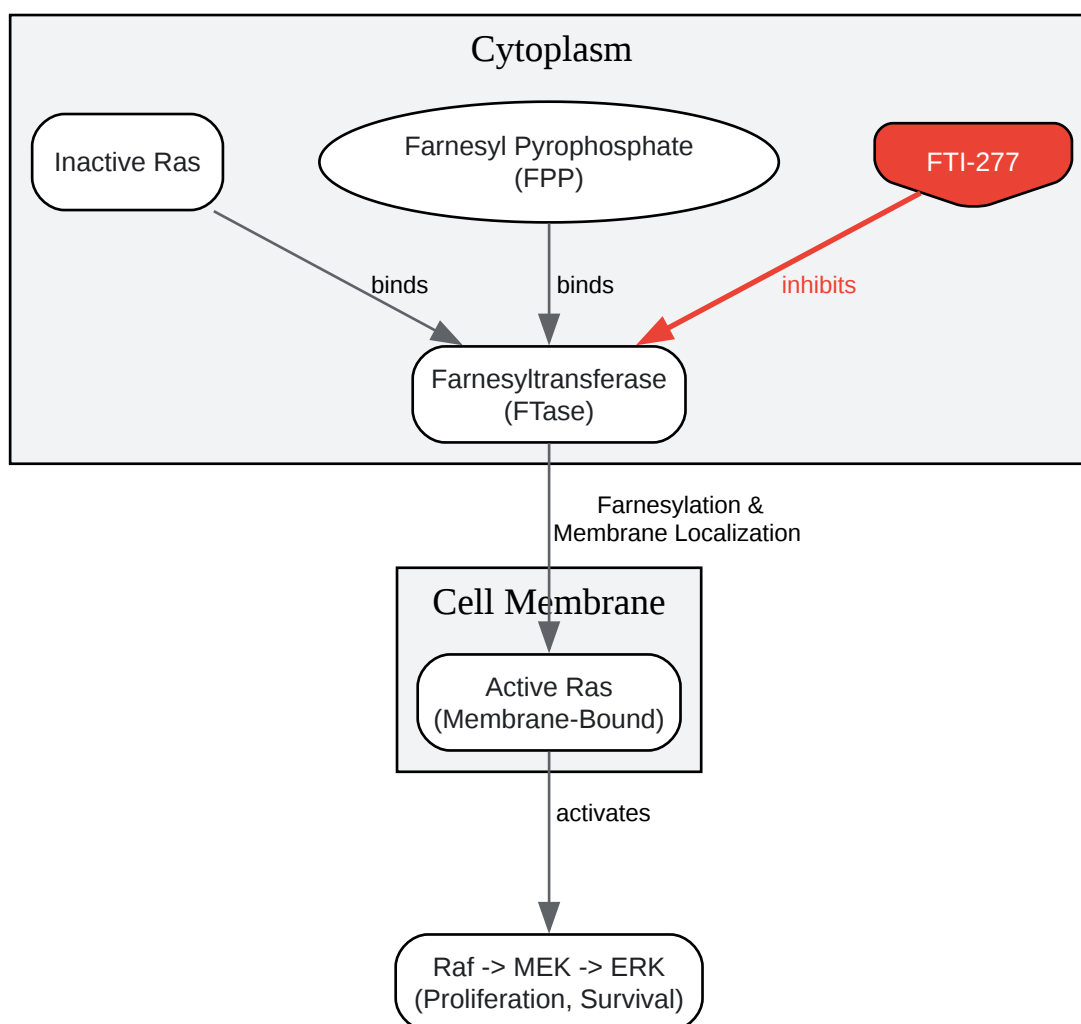 Cytoplasm
Inactive Ras
Farnesyl Pyrophosphate
(FPP)
FTI-277
binds
binds
inhibits
Farnesyltransferase
(FTase)
Farnesylation &
Membrane Localization
Cell Membrane
Active Ras
(Membrane-Bound)
activates
Raf -> MEK -> ERK
(Proliferation, Survival)